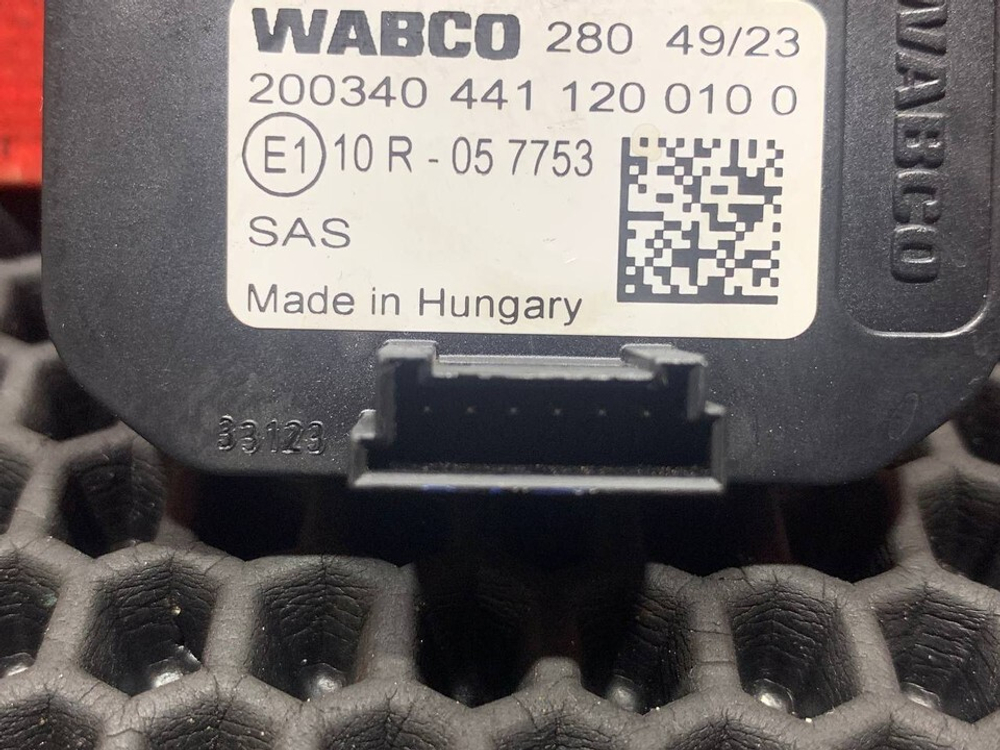 WABCO 280 49/23
200340 441 120 010 0
E1 10 R - 05 7753
SAS
Made in Hungary
WABCO
33123